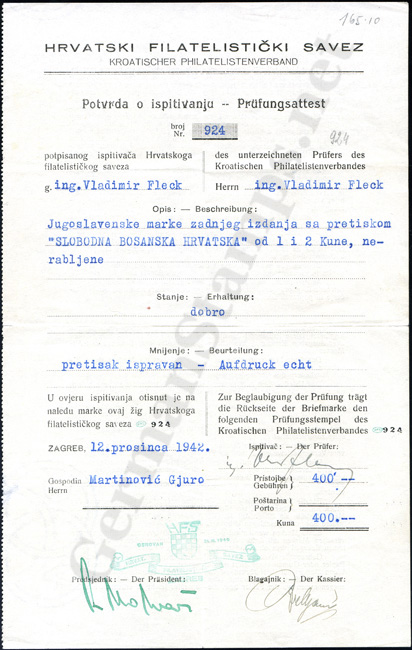 165-10
HRVATSKI FILATELISTIČKI SAVEZ
KROATISCHER PHILATELISTENVERBAND
Potvrda o ispitivanju -- Prüfungsattest
broj
Nr. 924
924
potpisanog ispitivača Hrvatskoga
filatelističkog saveza
g. ing.Vladimir Fleck
des unterzeichneten Prüfers des
Kroatischen Philatelistenverbandes
Herrn ing.Vladimir Fleck
Opis: — Beschreibung:
Jugoslavenske marke zadnjeg izdanja sa pretiskom
"SLOBODNA BOSANSKA HRVATSKA" od 1 i 2 Kune, ne-
rabljene
Stanje: — Erhaltung:
dobro
Mnijenje: — Beurteilung:
pretisak ispravan - Aufdruck echt
U ovjeru ispitivanja otisnut je na
naleđu marke ovaj žig Hrvatskoga
filatelističkog saveza 924
Zur Beglaubigung der Prüfung trägt
die Rückseite der Briefmarke den
folgenden Prüfungsstempel des
Kroatischen Philatelistenverbandes 924
ZAGREB, 12.prosinca 1942.
Ispitivač: — Der Prüfer:
Gospodin
Herrn Martinović Gjuro
Pristojbe
Gebühren 400.--
Poštarina
Porto
Kuna 400.--
HFS
Predsjednik: — Der Präsident:
Blagajnik: — Der Kassier:
Germanstamps.net